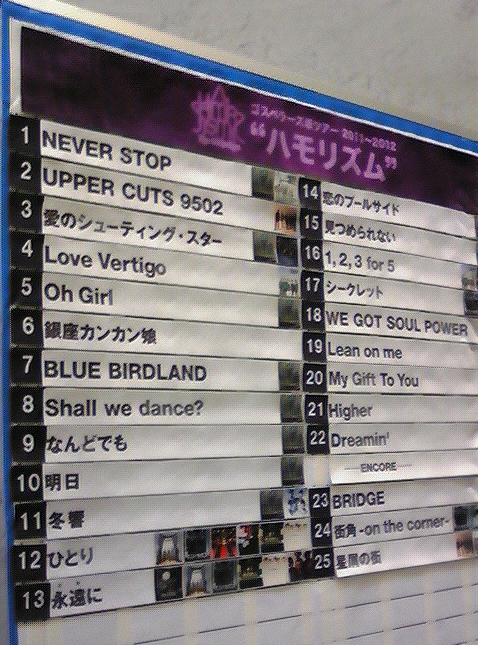 ゴスペラーズ坂ツアー 2011〜2012
“ハモリズム”
1 NEVER STOP
2 UPPER CUTS 9502
3 愛のシューティング・スター
4 Love Vertigo
5 Oh Girl
6 銀座カンカン娘
7 BLUE BIRDLAND
8 Shall we dance?
9 なんどでも
10 明日
11 冬響
12 ひとり
13 永遠に
14 恋のプールサイド
15 見つめられない
16 1, 2, 3 for 5
17 シークレット
18 WE GOT SOUL POWER
19 Lean on me
20 My Gift To You
21 Higher
22 Dreamin'
ENCORE
23 BRIDGE
24 街角 -on the corner-
25 星屑の街